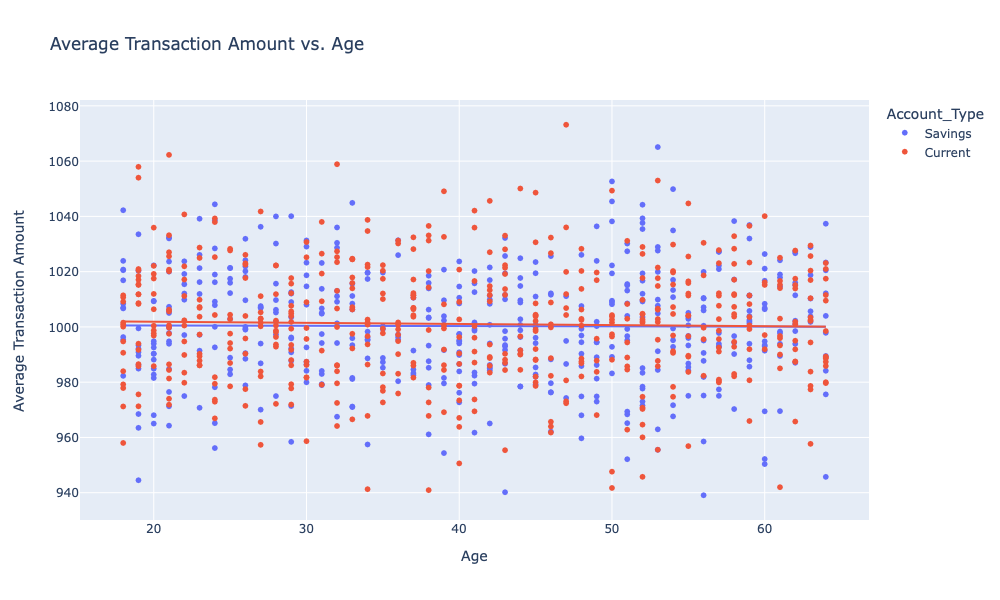 Average Transaction Amount vs. Age
Account_Type
Savings
Current
Average Transaction Amount
1080
1060
1040
1020
1000
980
960
940
20
30
40
50
60
Age